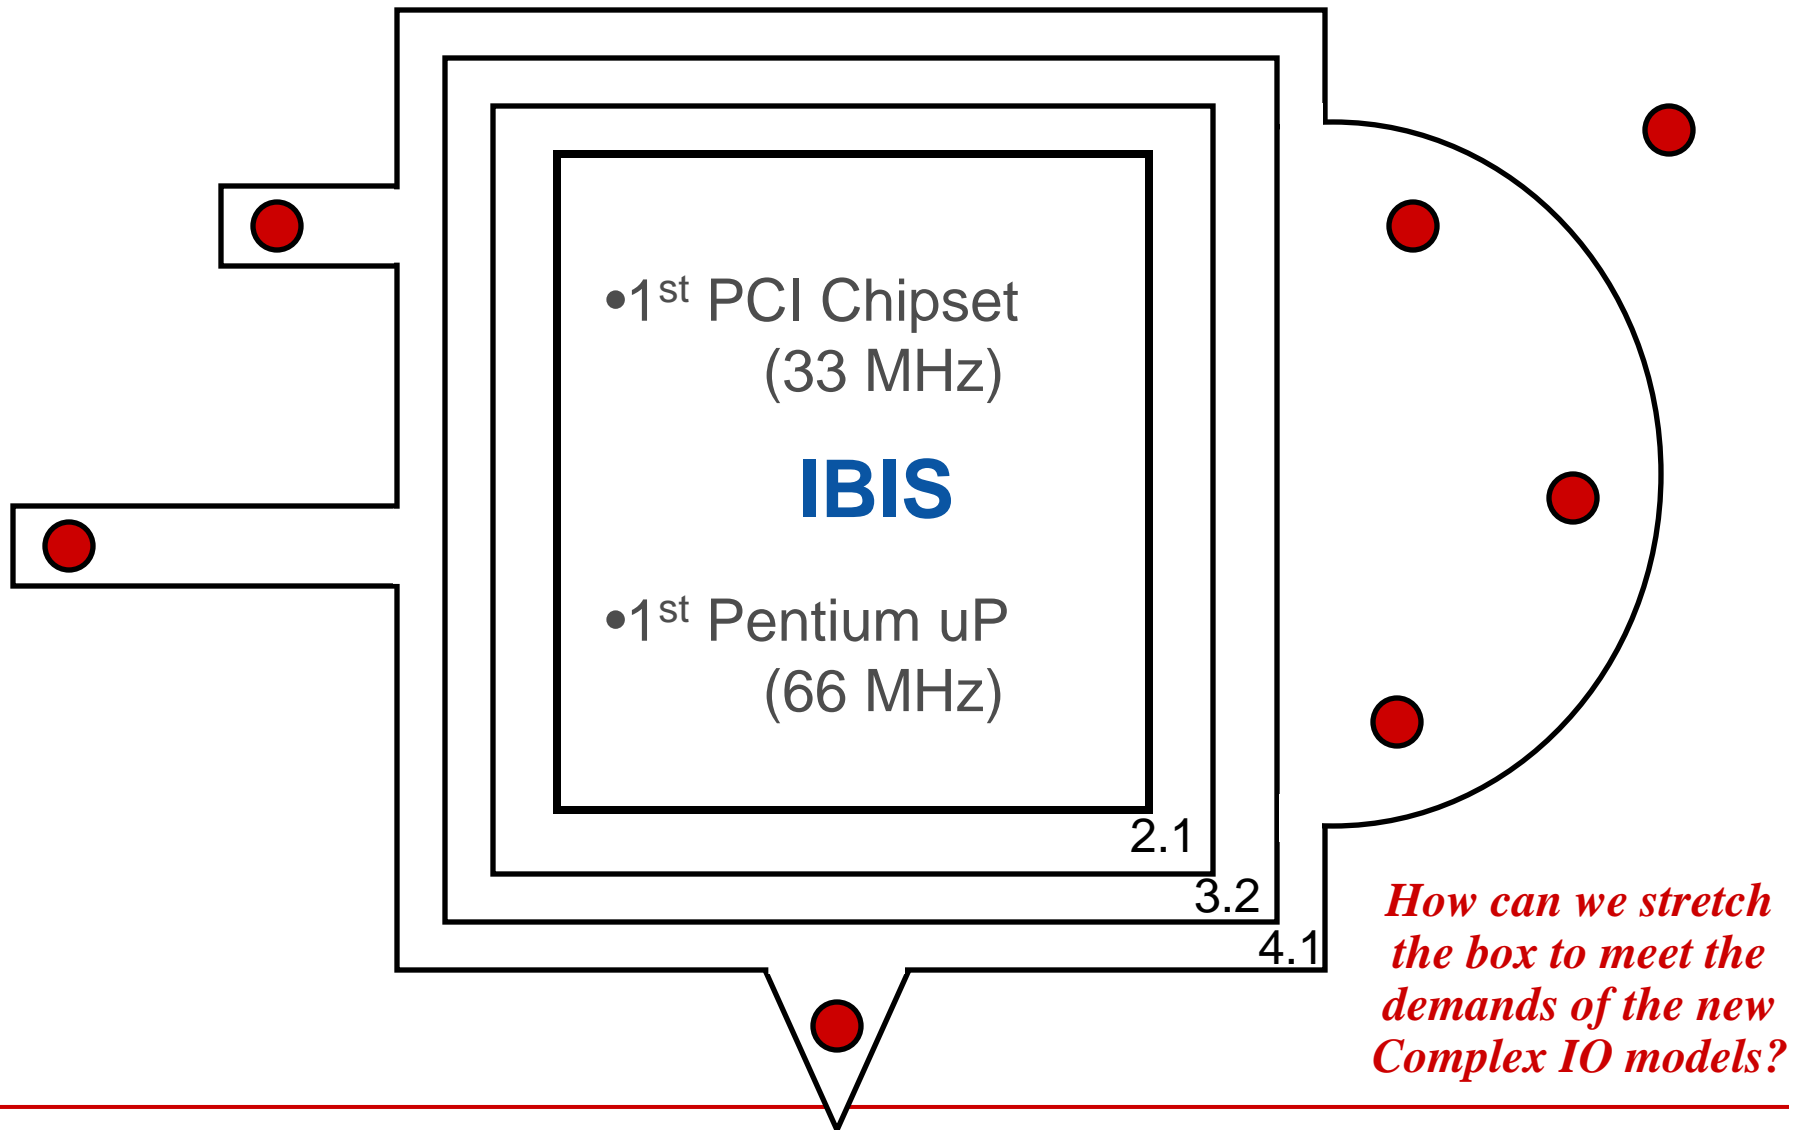 •1st PCI Chipset
(33 MHz)
IBIS
•1st Pentium uP
(66 MHz)
2.1
3.2
4.1
How can we stretch
the box to meet the
demands of the new
Complex IO models?